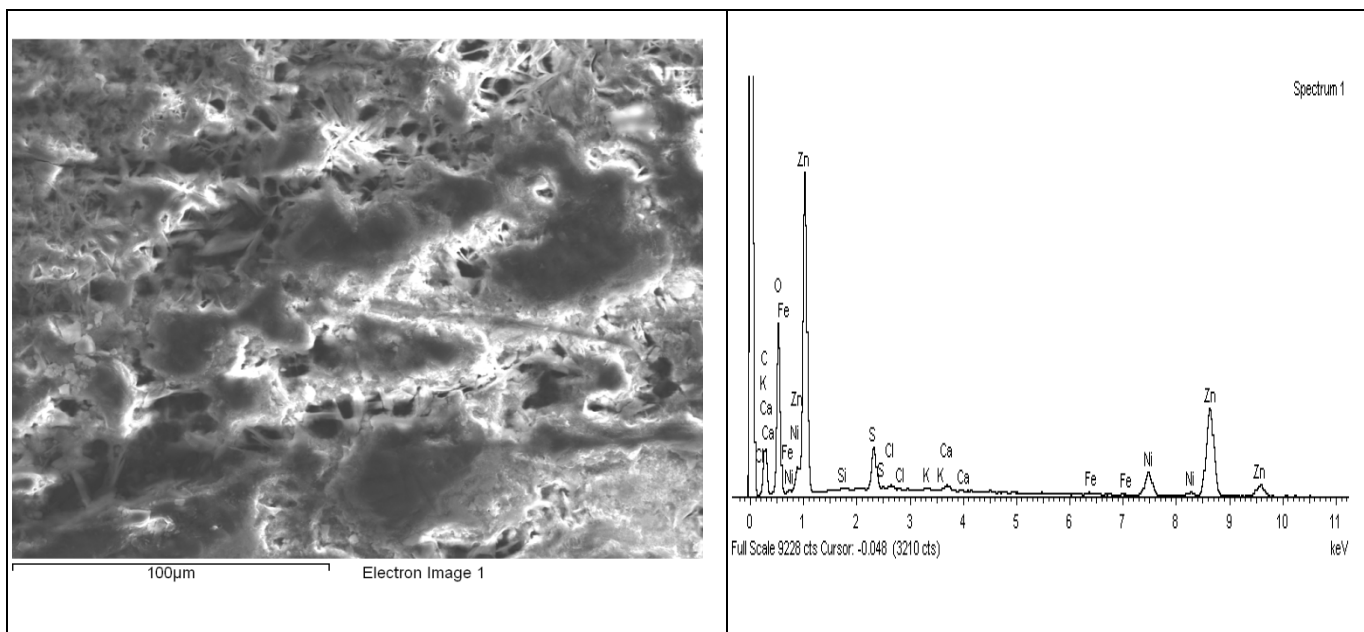 100µm
Electron Image 1
Spectrum 1
Zn
O
Fe
C
K
Ca
Ca
Cl
Zn
Ni
Fe
Ni
Si
S
S
Cl
Cl
K
K
Ca
Ca
Fe
Fe
Ni
Ni
Zn
Zn
0 1 2 3 4 5 6 7 8 9 10 11
Full Scale 9228 cts Cursor: -0.048 (3210 cts)
keV